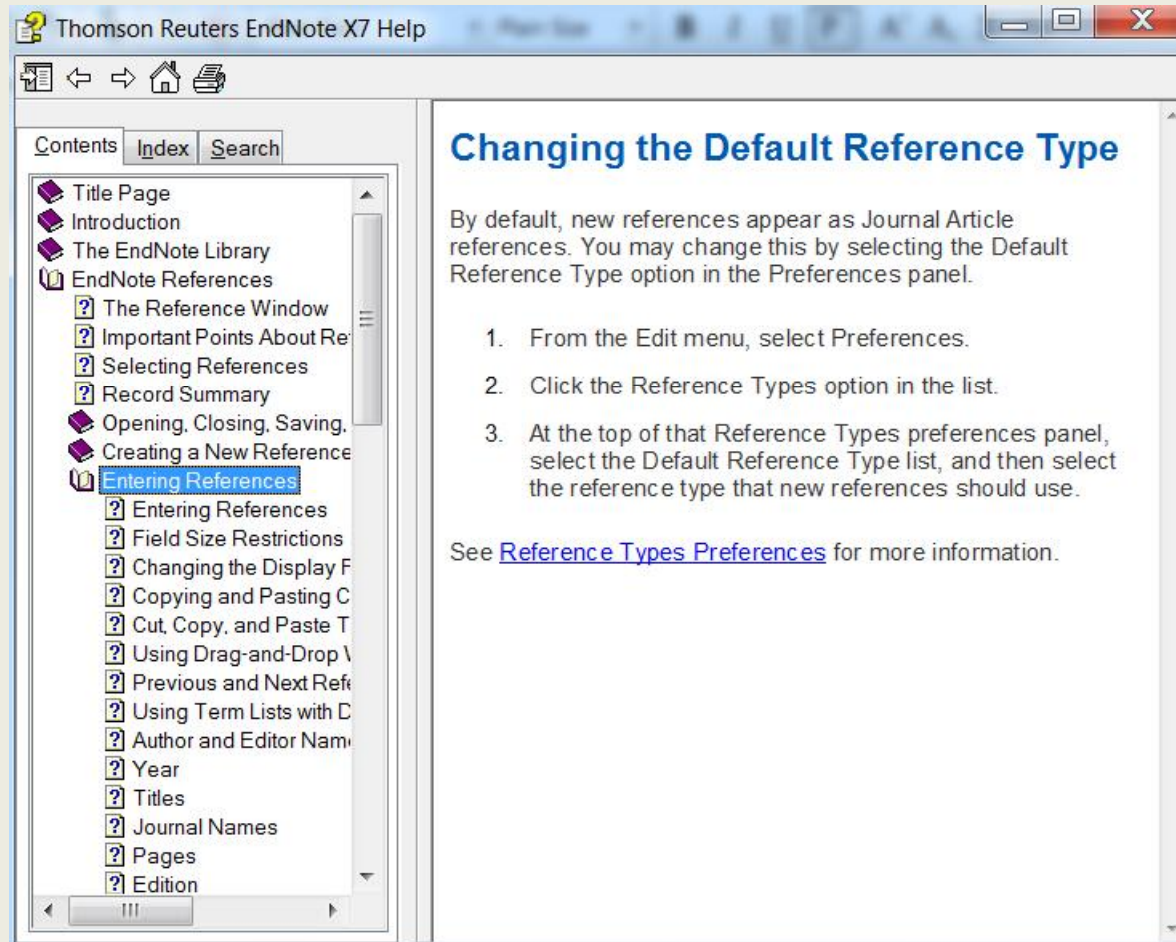 Thomson Reuters EndNote X7 Help
Contents Index Search
Title Page
Introduction
The EndNote Library
EndNote References
The Reference Window
Important Points About Re
Selecting References
Record Summary
Opening, Closing, Saving,
Creating a New Reference
Entering References
Entering References
Field Size Restrictions
Changing the Display F
Copying and Pasting C
Cut, Copy, and Paste T
Using Drag-and-Drop
Previous and Next Refe
Using Term Lists with D
Author and Editor Nam
Year
Titles
Journal Names
Pages
Edition
Changing the Default Reference Type
By default, new references appear as Journal Article
references. You may change this by selecting the Default
Reference Type option in the Preferences panel.
1. From the Edit menu, select Preferences.
2. Click the Reference Types option in the list.
3. At the top of that Reference Types preferences panel,
select the Default Reference Type list, and then select
the reference type that new references should use.
See Reference Types Preferences for more information.